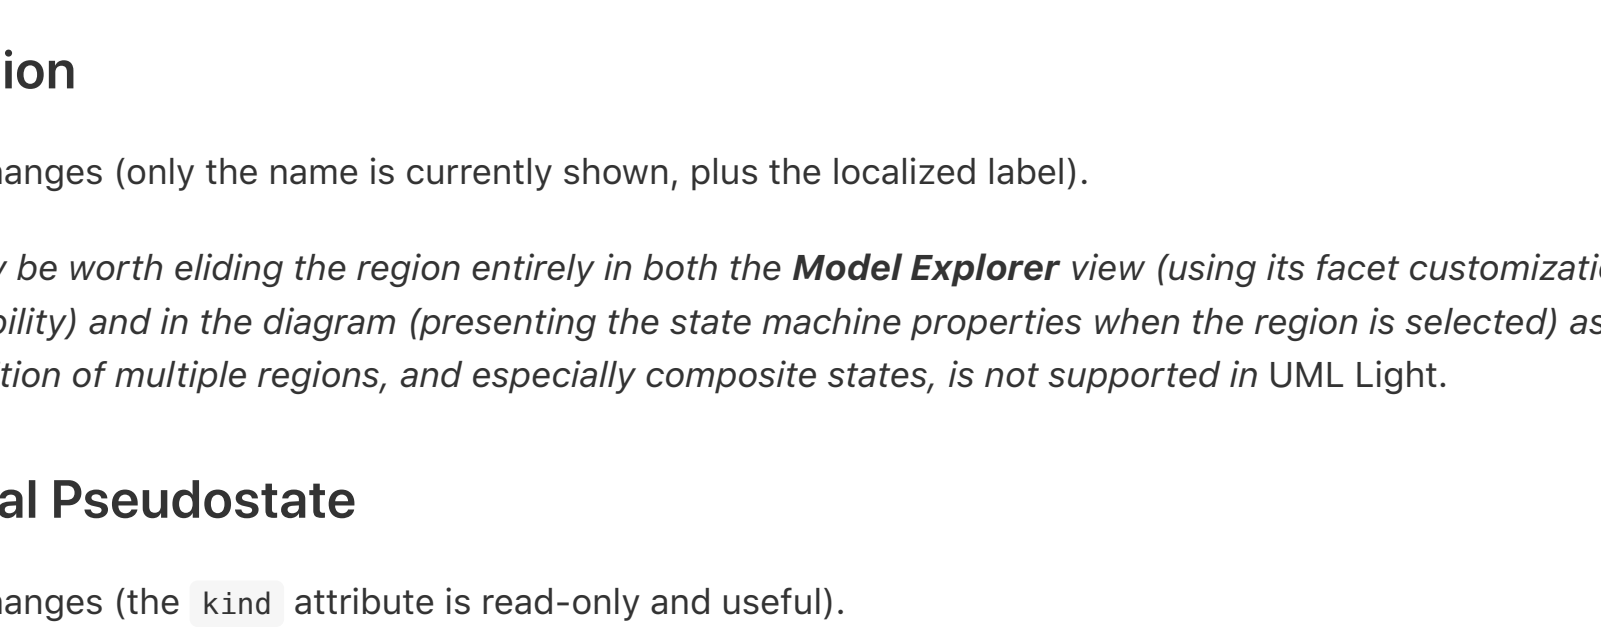 ion
hanges (only the name is currently shown, plus the localized label).
be worth eliding the region entirely in both the Model Explorer view (using its facet customizati
bility) and in the diagram (presenting the state machine properties when the region is selected) as
tion of multiple regions, and especially composite states, is not supported in UML Light.
al Pseudostate
hanges (the kind attribute is read-only and useful).